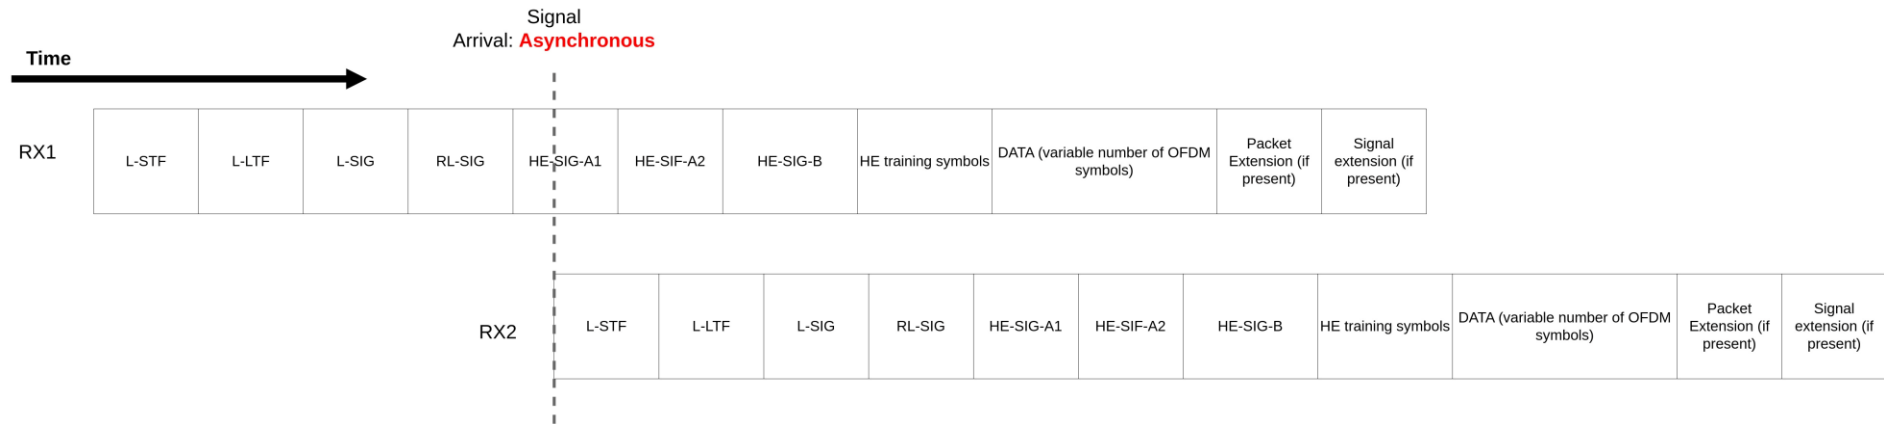 Signal
Arrival: Asynchronous
Time
RX1
L-STF
L-LTF
L-SIG
RL-SIG
HE-SIG-A1
HE-SIF-A2
HE-SIG-B
HE training symbols
DATA (variable number of OFDM
symbols)
Packet
Extension (if
present)
Signal
extension (if
present)
RX2
L-STF
L-LTF
L-SIG
RL-SIG
HE-SIG-A1
HE-SIF-A2
HE-SIG-B
HE training symbols
DATA (variable number of OFDM
symbols)
Packet
Extension (if
present)
Signal
extension (if
present)